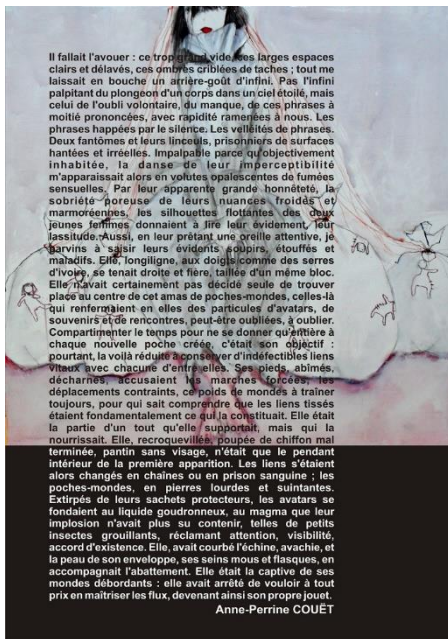 Il fallait l'avouer : ce trop grand vide, ces larges espaces
clairs et délavés, ces ombres criblées de taches ; tout me
laissait en bouche un arrière-goût d'infini. Pas l'infini
palpitant du plongeon d'un corps dans un ciel étoilé, mais
celui de l'oubli volontaire, du manque, de ces phrases à
moitié prononcées, avec rapidité ramenées à nous. Les
phrases happées par le silence. Les velléités de phrases.
Deux fantômes et leurs linceuls, prisonniers de surfaces
hantées et irréelles. Impalpable parce qu'objectivement
inhabitée, la danse de leur imperceptibilité
m'apparaissait alors en volutes opalescentes de fumées
sensuelles. Par leur apparente grande honnêteté, la
sobriété poreuse de leurs nuances froides et
marmoréennes, les silhouettes flottantes des deux
jeunes femmes donnaient à lire leur évidement, leur
lassitude. Aussi, en leur prêtant une oreille attentive, je
parvins à saisir leurs évidents soupirs, étouffés et
maladifs. Elle, longiligne, aux doigts comme des serres
d'ivoire, se tenait droite et fière, taillée d'un même bloc.
Elle n'avait certainement pas décidé seule de trouver
place au centre de cet amas de poches-mondes, celles-là
qui renfermaient en elles des particules d'avatars, de
souvenirs et de rencontres, peut-être oubliées, à oublier.
Compartimenter le temps pour ne se donner qu'entière à
chaque nouvelle poche créée, c'était son objectif :
pourtant, la voilà réduite à conserver d'indéfectibles liens
vitaux avec chacune d'entre elles. Ses pieds, abîmés,
décharnés, accusaient les marches forcées, les
déplacements contraints, ce poids de mondes à traîner
toujours, pour qui sait comprendre que les liens tissés
étaient fondamentalement ce qui la constituait. Elle était
la partie d'un tout qu'elle supportait, mais qui la
nourrissait. Elle, recroquevillée, poupée de chiffon mal
terminée, pantin sans visage, n'était que le pendant
intérieur de la première apparition. Les liens s'étaient
alors changés en chaînes ou en prison sanguine ; les
poches-mondes, en pierres lourdes et suintantes.
Extirpés de leurs sachets protecteurs, les avatars se
fondaient au liquide goudronneux, au magma que leur
implosion n'avait plus su contenir, telles de petits
insectes grouillants, réclamant attention, visibilité,
accord d'existence. Elle, avait courbé l'échine, avachie, et
la peau de son enveloppe, ses seins mous et flasques, en
accompagnait l'abattement. Elle était la captive de ses
mondes débordants : elle avait arrêté de vouloir à tout
prix en maîtriser les flux, devenant ainsi son propre jouet.
Anne-Perrine COUËT